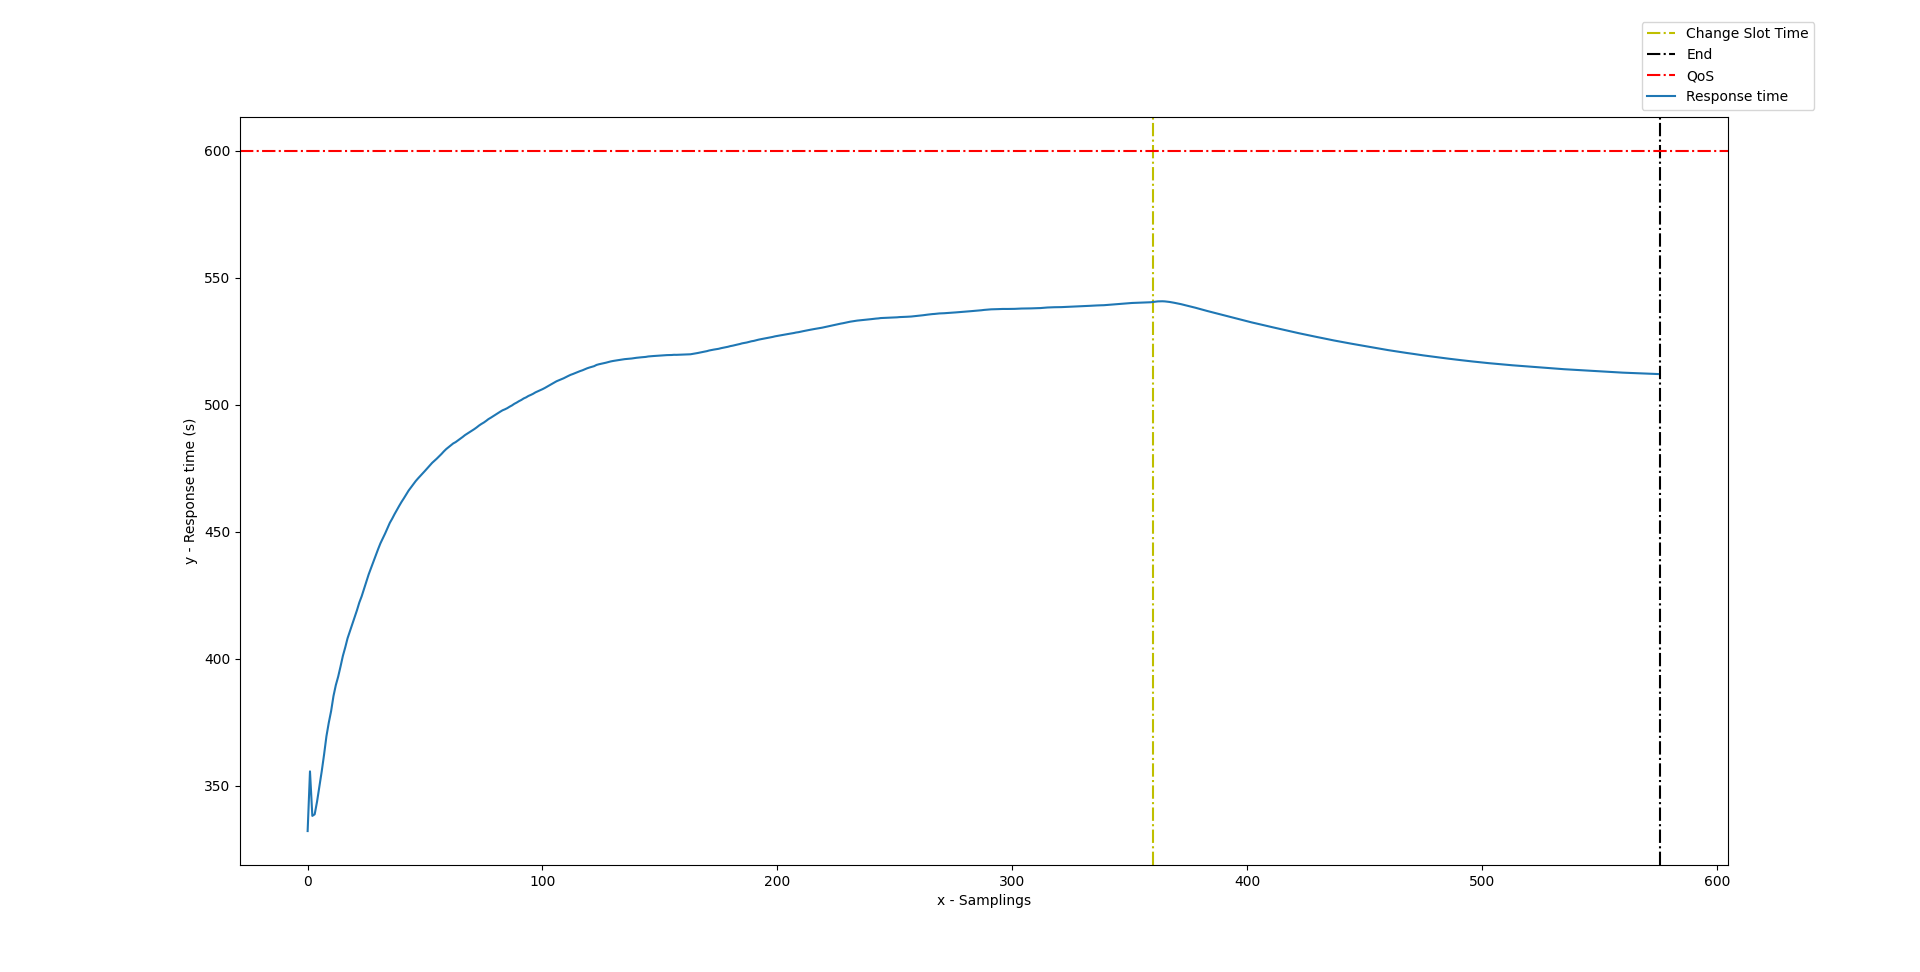 Change Slot Time
End
QoS
Response time
600
550
500
450
400
350
y - Response time (s)
0 100 200 300 400 500 600
x - Samplings